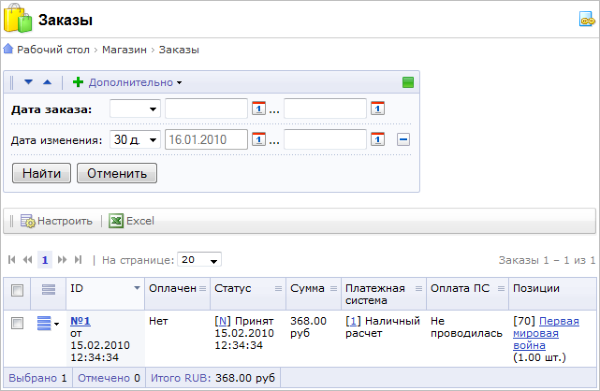 Заказы
Рабочий стол › Магазин › Заказы
Дополнительно
Дата заказа: 1 ... 1
Дата изменения: 30 д. 16.01.2010 1 ... 1
Найти Отменить
Настроить Excel
1 | На странице: 20 Заказы 1 – 1 из 1
ID Оплачен Статус Сумма Платежная система Оплата ПС Позиции
№1 от 15.02.2010 12:34:34 Нет [N] Принят 15.02.2010 12:34:34 368.00 руб [1] Наличный расчет Не проводилась [70] Первая мировая война (1.00 шт.)
Выбрано 1 Отмечено 0 Итого RUB: 368.00 руб